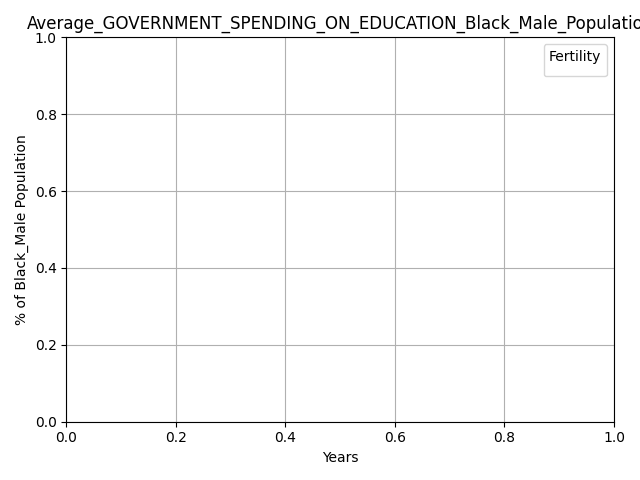 Average_GOVERNMENT_SPENDING_ON_EDUCATION_Black_Male_Populatio
Fertility
% of Black_Male Population
1.0
0.8
0.6
0.4
0.2
0.0
0.0 0.2 0.4 0.6 0.8 1.0
Years